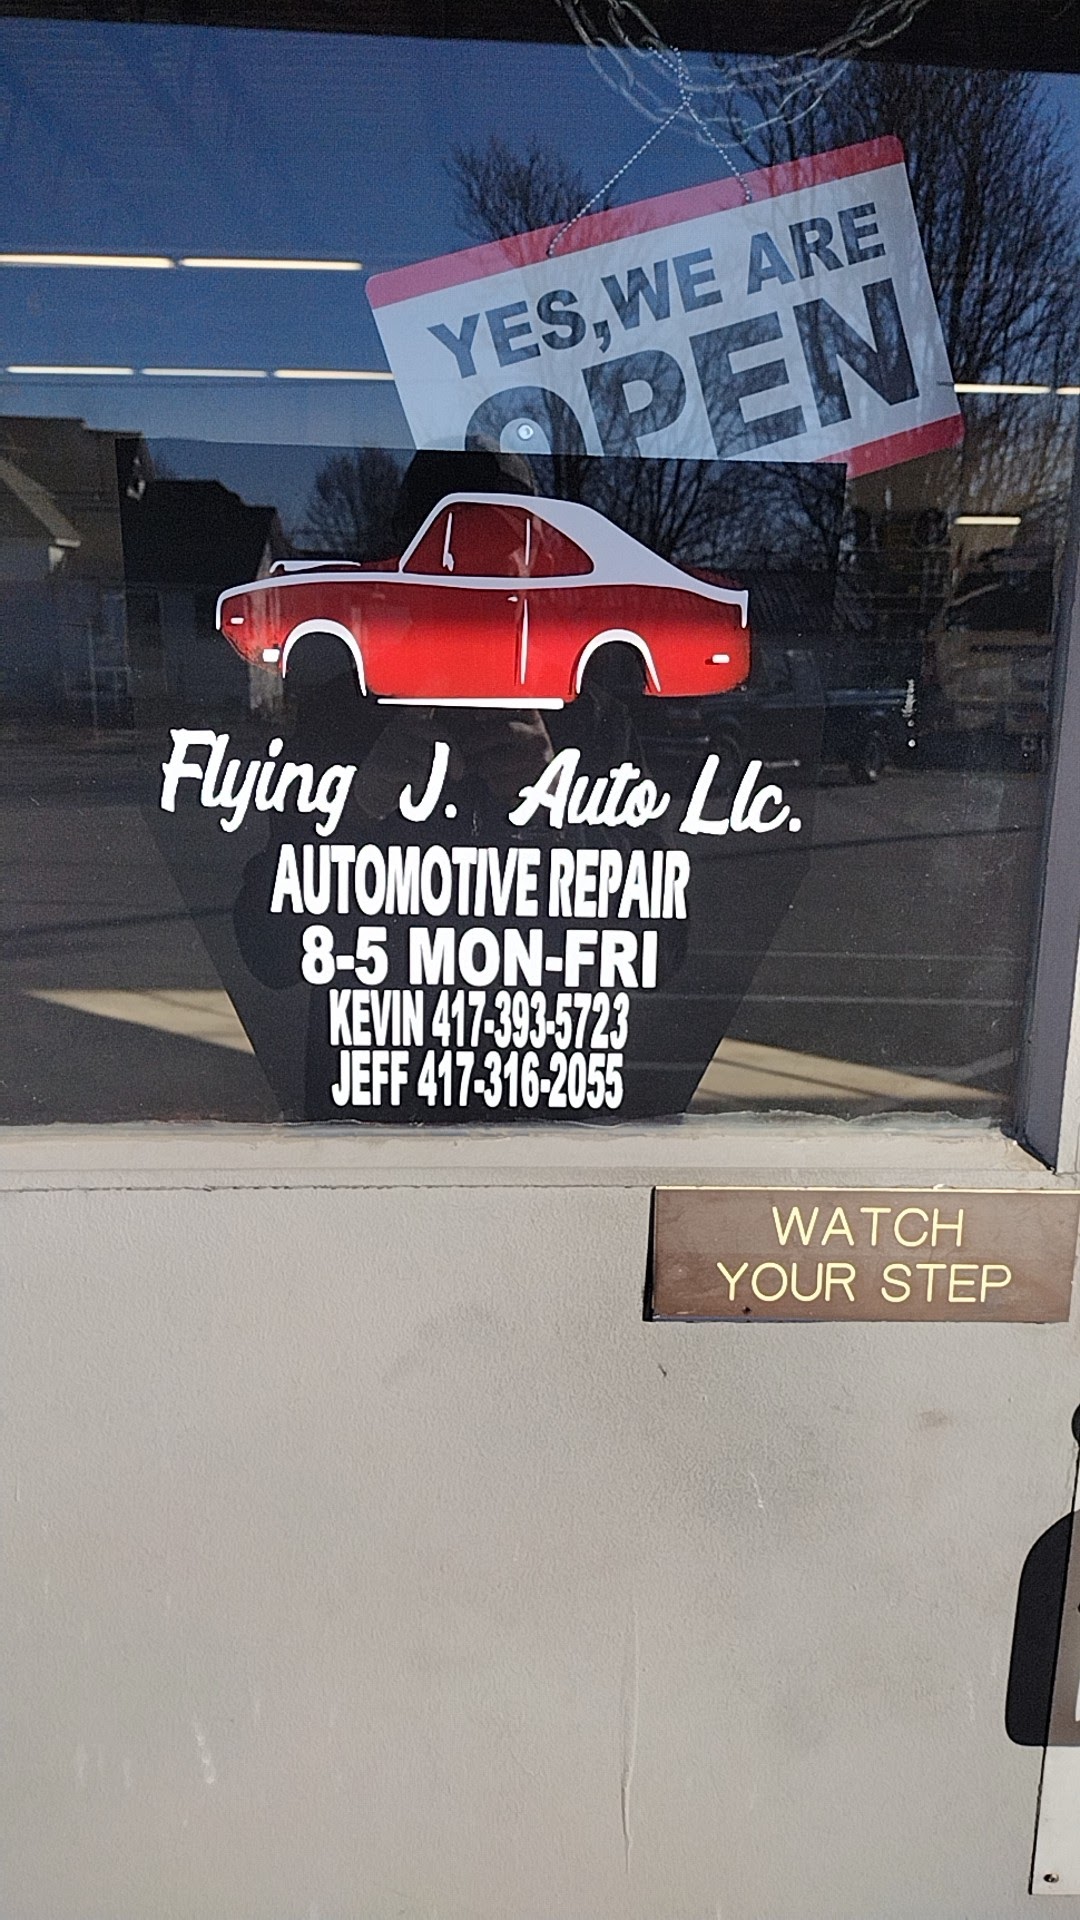 YES, WE ARE
OPEN
Flying J. Auto Llc.
AUTOMOTIVE REPAIR
8-5 MON-FRI
KEVIN 417-393-5723
JEFF 417-316-2055
WATCH
YOUR STEP